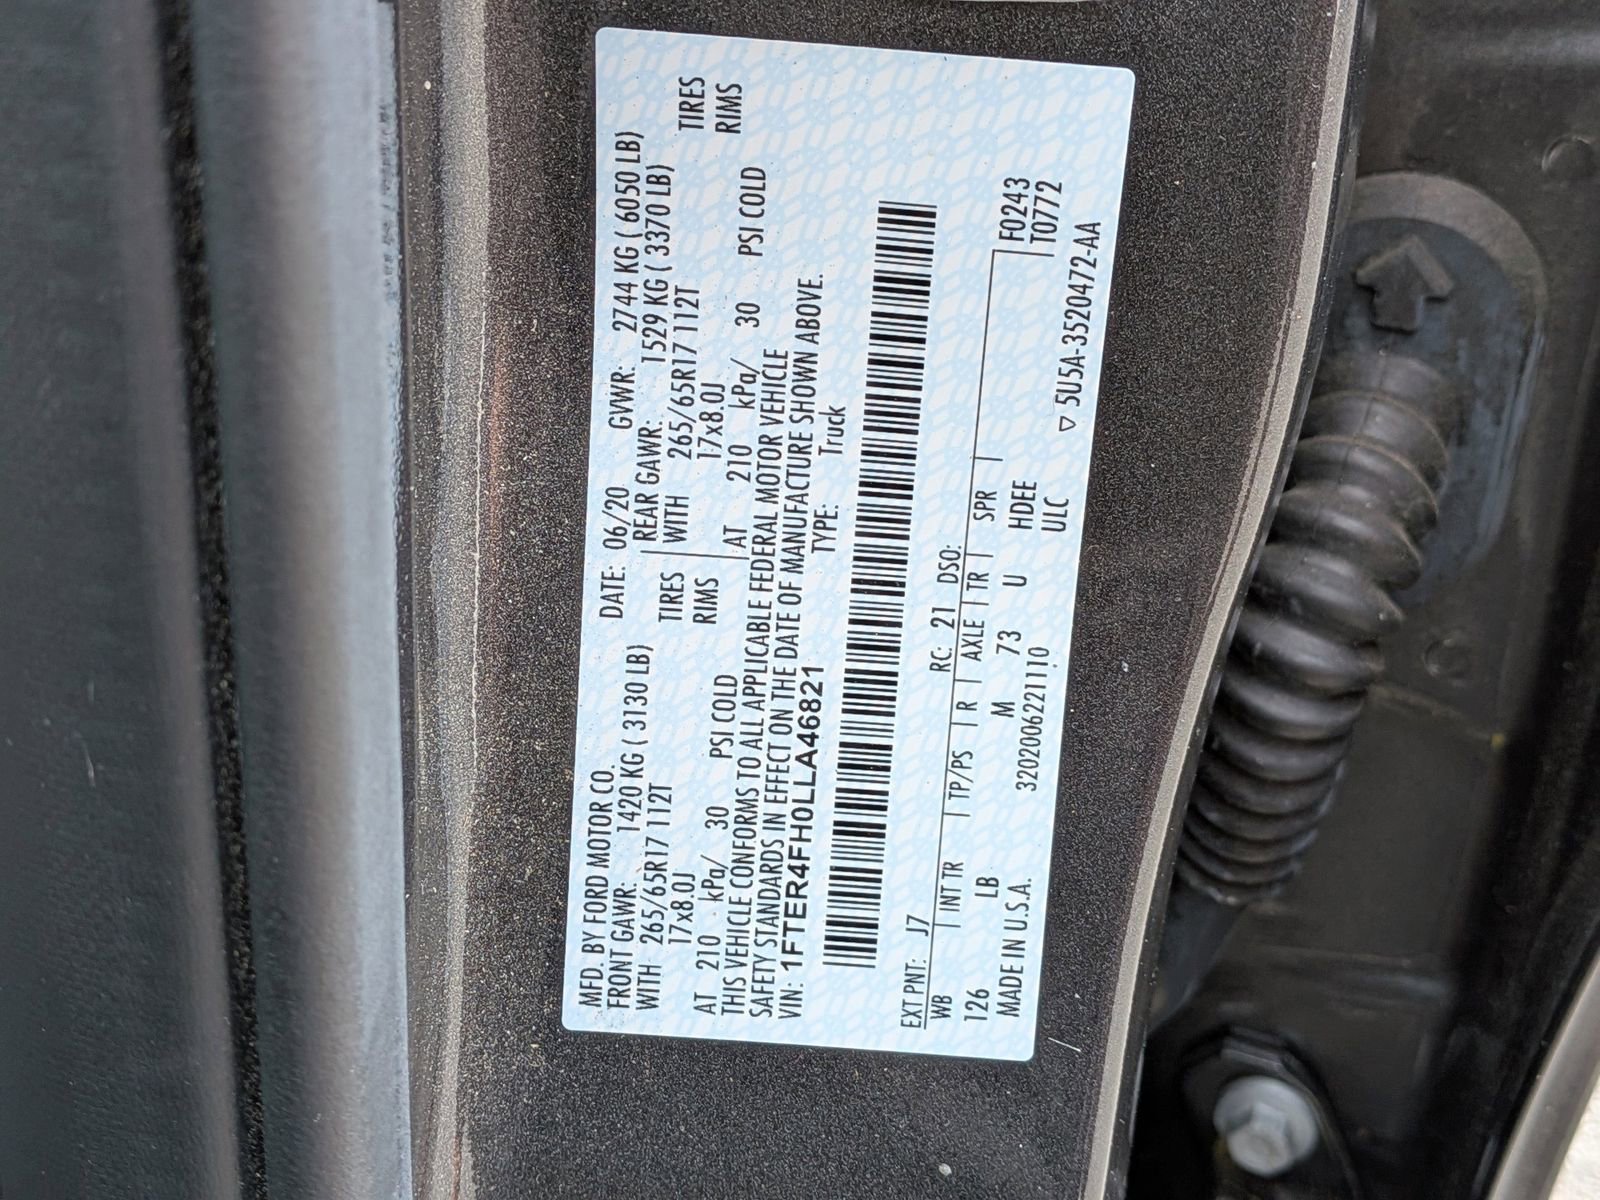 MFD. BY FORD MOTOR CO. DATE: 06/20 GVWR: 2744 KG ( 6050 LB)
FRONT GAWR: 1420 KG ( 3130 LB) REAR GAWR: 1529 KG ( 3370 LB)
WITH 265/65R17 112T TIRES WITH 265/65R17 112T TIRES
17x8.0J RIMS 17x8.0J RIMS
AT 210 kPa/ 30 PSI COLD AT 210 kPa/ 30 PSI COLD
THIS VEHICLE CONFORMS TO ALL APPLICABLE FEDERAL MOTOR VEHICLE
SAFETY STANDARDS IN EFFECT ON THE DATE OF MANUFACTURE SHOWN ABOVE.
VIN: 1FTER4FH0LLA46821 TYPE: Truck
EXT PNT: J7 RC: 21 DSO:
WB INT TR TP/PS R AXLE TR SPR F0243
126 LB M 73 U HDEE T0772
MADE IN U.S.A. 3202006221110 ULC ▽ 5U5A-3520472-AA